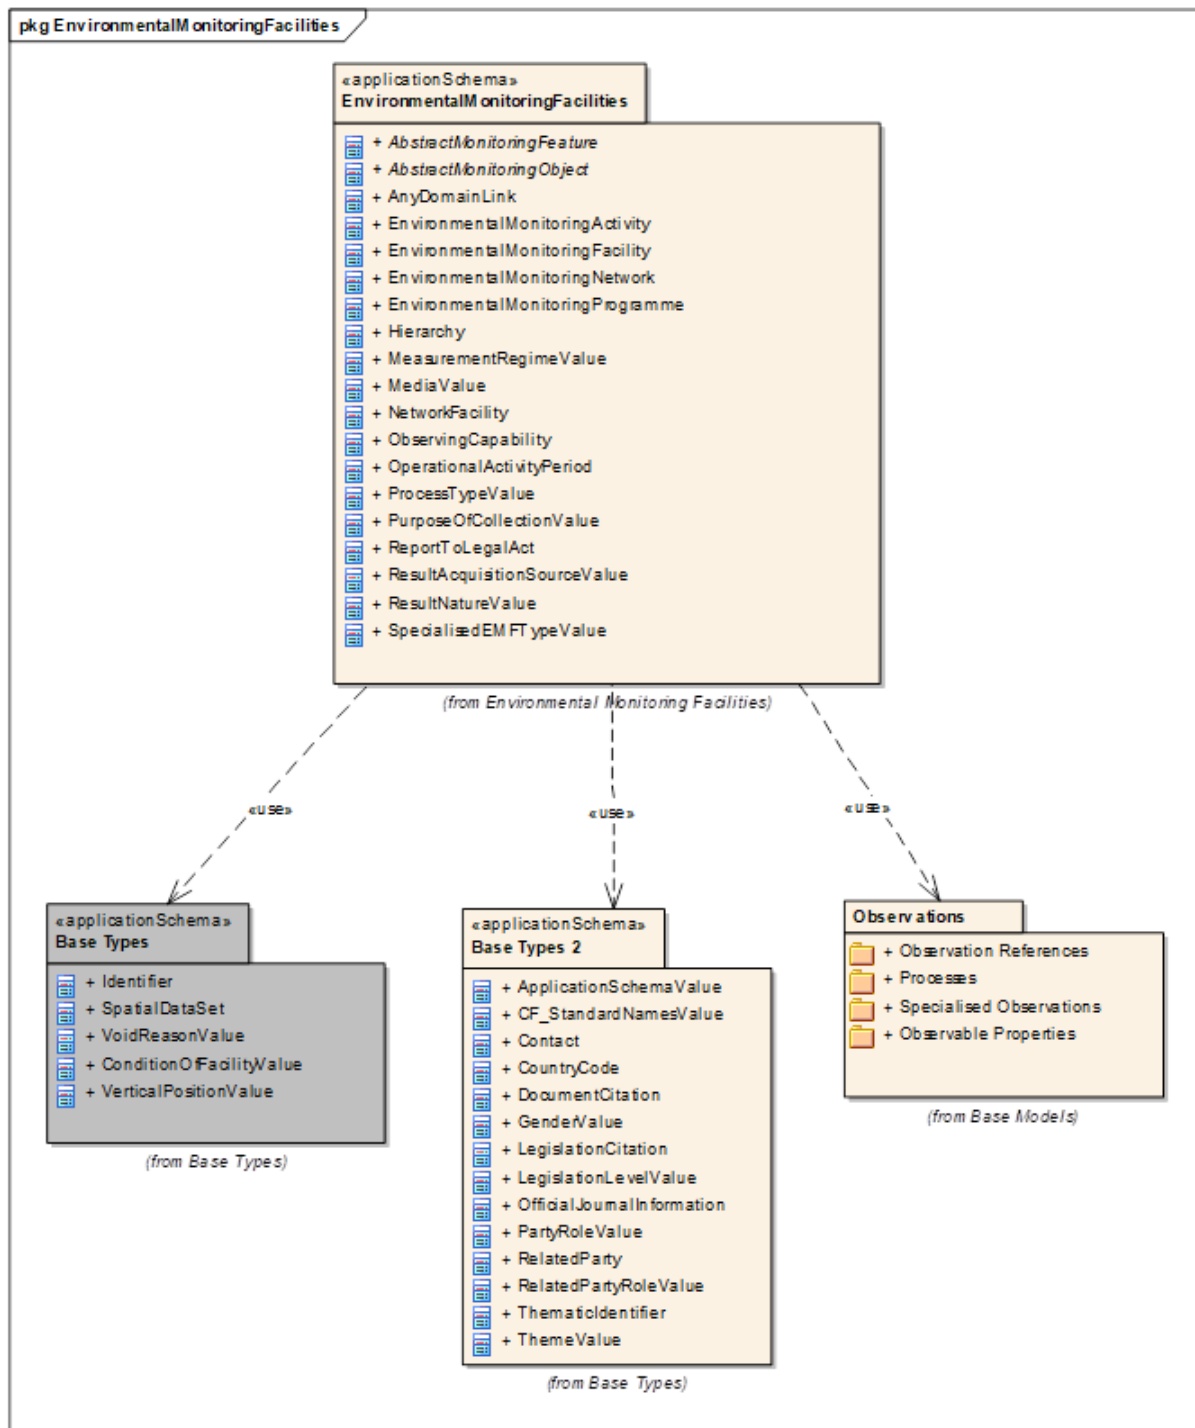 pkg EnvironmentalMonitoringFacilities
«applicationSchema»
EnvironmentalMonitoringFacilities
+ AbstractMonitoringFeature
+ AbstractMonitoringObject
+ AnyDomainLink
+ EnvironmentalMonitoringActivity
+ EnvironmentalMonitoringFacility
+ EnvironmentalMonitoringNetwork
+ EnvironmentalMonitoringProgramme
+ Hierarchy
+ MeasurementRegimeValue
+ MediaValue
+ NetworkFacility
+ ObservingCapability
+ OperationalActivityPeriod
+ ProcessTypeValue
+ PurposeOfCollectionValue
+ ReportToLegalAct
+ ResultAcquisitionSourceValue
+ ResultNatureValue
+ SpecialisedEMFTypeValue
(from Environmental Monitoring Facilities)
«use»
«use»
«use»
«applicationSchema»
Base Types
+ Identifier
+ SpatialDataSet
+ VoidReasonValue
+ ConditionOfFacilityValue
+ VerticalPositionValue
(from Base Types)
«applicationSchema»
Base Types 2
+ ApplicationSchemaValue
+ CF_StandardNamesValue
+ Contact
+ CountryCode
+ DocumentCitation
+ GenderValue
+ LegislationCitation
+ LegislationLevelValue
+ OfficialJournalInformation
+ PartyRoleValue
+ RelatedParty
+ RelatedPartyRoleValue
+ ThematicIdentifier
+ ThemeValue
(from Base Types)
Observations
+ Observation References
+ Processes
+ Specialised Observations
+ Observable Properties
(from Base Models)